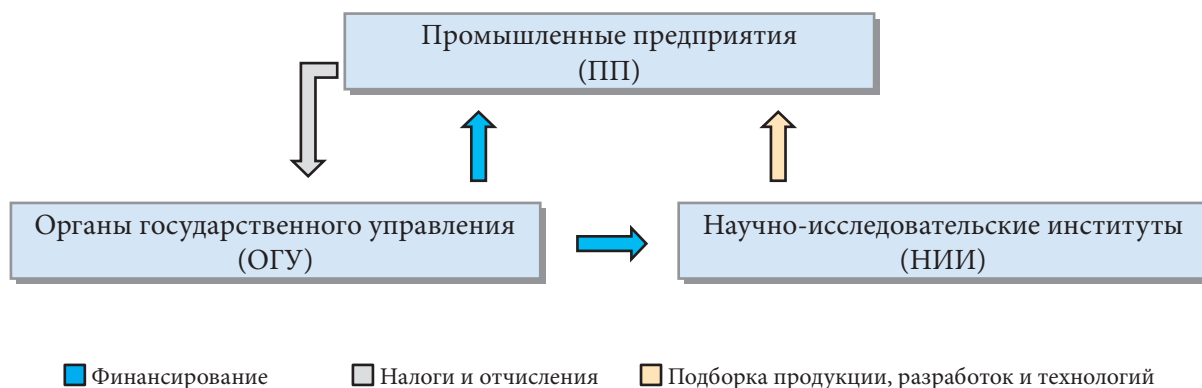 Промышленные предприятия
(ПП)
Органы государственного управления
(ОГУ)
Научно-исследовательские институты
(НИИ)
Финансирование
Налоги и отчисления
Подборка продукции, разработок и технологий